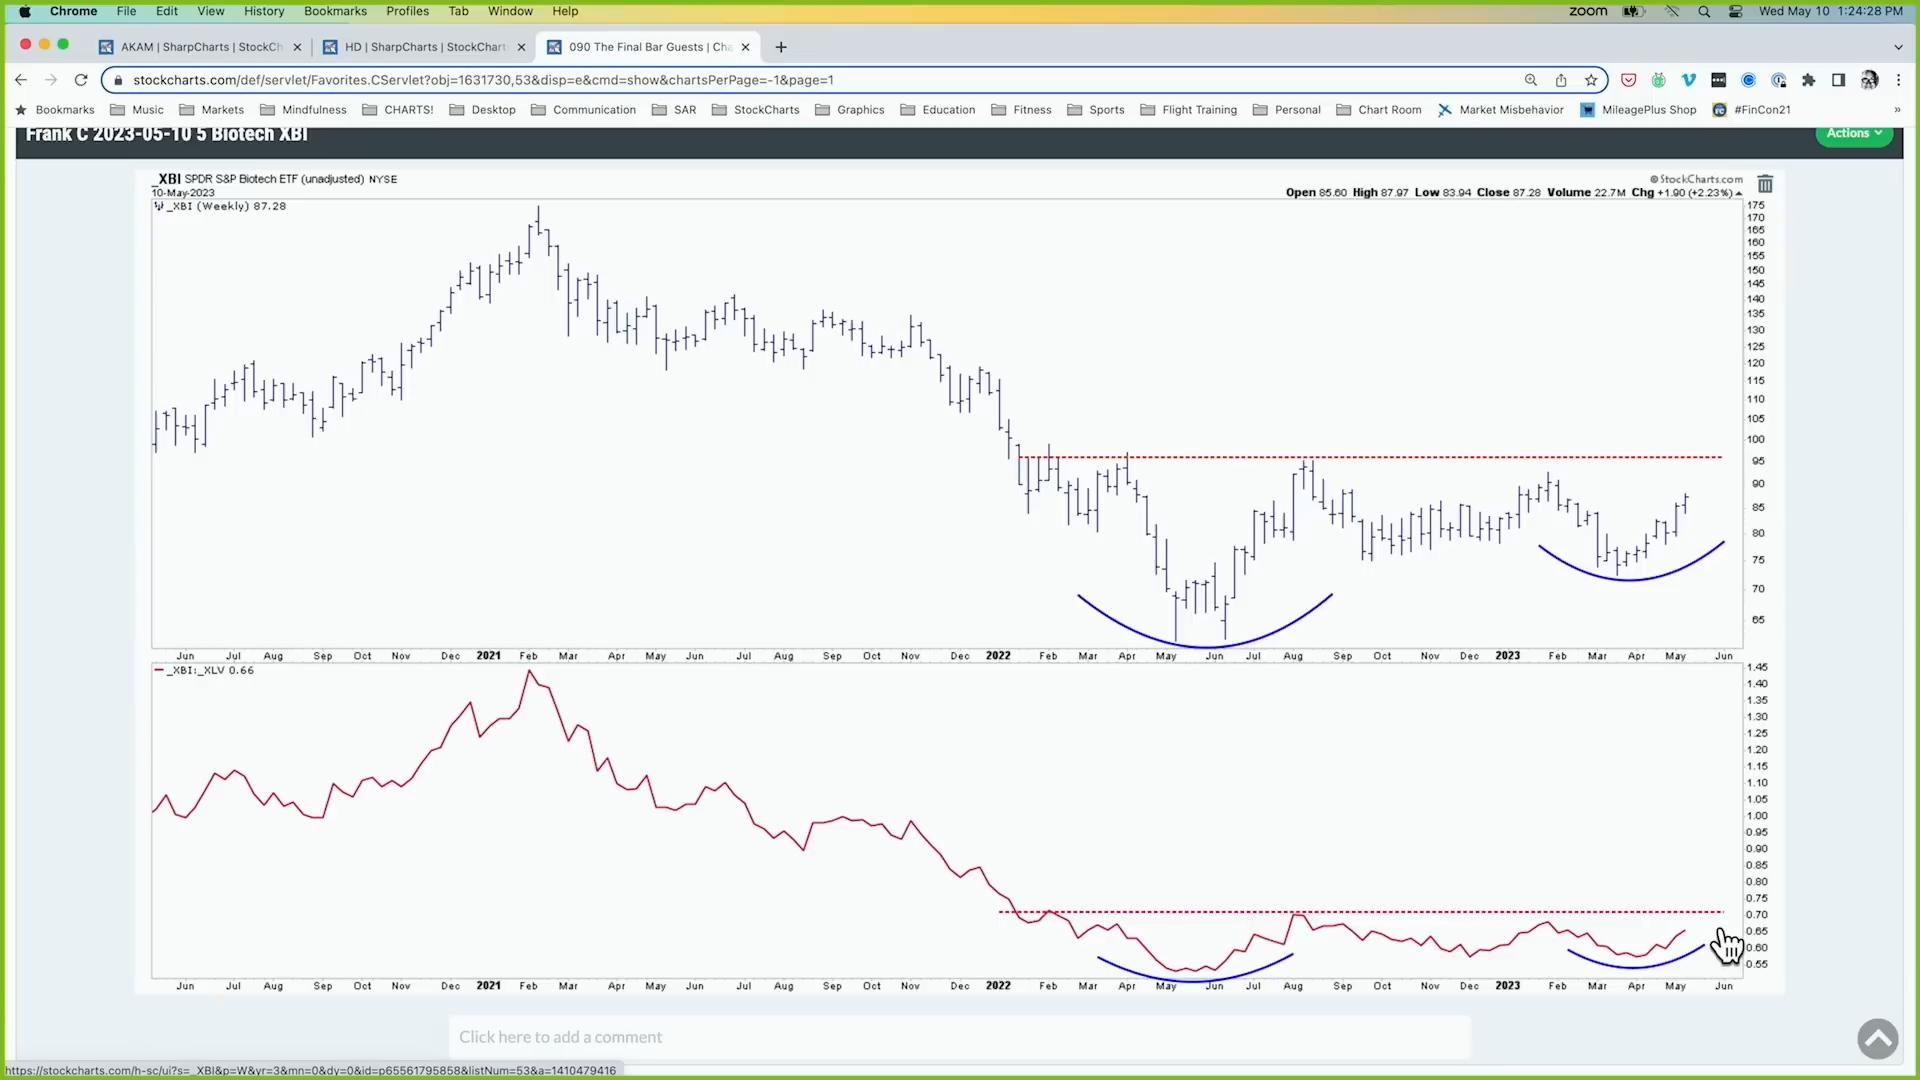 Chrome File Edit View History Bookmarks Profiles Tab Window Help zoom Wed May 10 1:24:28 PM
AKAM | SharpCharts | StockCh HD | SharpCharts | StockChart 090 The Final Bar Guests | Cha
stockcharts.com/def/servlet/Favorites.CServlet?obj=1631730,53&disp=e&cmd=show&chartsPerPage=-1&page=1
Bookmarks Music Markets Mindfulness CHARTS! Desktop Communication SAR StockCharts Graphics Education Fitness Sports Flight Training Personal Chart Room Market Misbehavior MileagePlus Shop #FinCon21 »
Frank C 2023-05-10 5 Biotech XBI
Actions
_XBI SPDR S&P Biotech ETF (unadjusted) NYSE
© StockCharts.com
10-May-2023
Open 85.60 High 87.97 Low 83.94 Close 87.28 Volume 22.7M Chg +1.90 (+2.23%)
_XBI (Weekly) 87.28
175
170
165
160
155
150
145
140
135
130
125
120
115
110
105
100
95
90
85
80
75
70
65
Jun Jul Aug Sep Oct Nov Dec 2021 Feb Mar Apr May Jun Jul Aug Sep Oct Nov Dec 2022 Feb Mar Apr May Jun Jul Aug Sep Oct Nov Dec 2023 Feb Mar Apr May Jun
_XBI:_XLV 0.66
1.45
1.40
1.35
1.30
1.25
1.20
1.15
1.10
1.05
1.00
0.95
0.90
0.85
0.80
0.75
0.70
0.65
0.60
0.55
Jun Jul Aug Sep Oct Nov Dec 2021 Feb Mar Apr May Jun Jul Aug Sep Oct Nov Dec 2022 Feb Mar Apr May Jun Jul Aug Sep Oct Nov Dec 2023 Feb Mar Apr May Jun
Click here to add a comment
https://stockcharts.com/h-sc/ui?s=_XBI&p=W&yr=3&mn=0&dy=0&id=p65561795858&listNum=53&a=1410479416